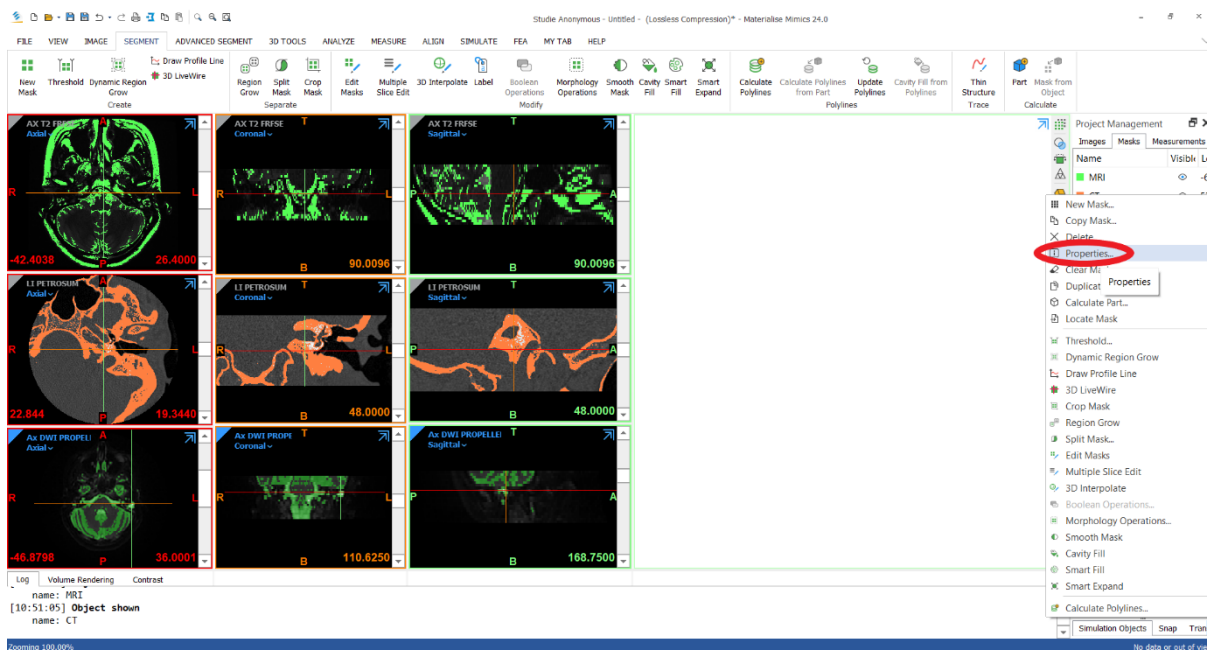 Studie Anonymous - Untitled - (Lossless Compression)* - Materialise Mimics 24.0
FILE VIEW IMAGE SEGMENT ADVANCED SEGMENT 3D TOOLS ANALYZE MEASURE ALIGN SIMULATE FEA MY TAB HELP
New Mask
Threshold
Dynamic Region Grow
Draw Profile Line
3D LiveWire
Create
Region Grow
Split Mask
Crop Mask
Separate
Edit Masks
Multiple Slice Edit
3D Interpolate
Label
Boolean Operations
Morphology Operations
Smooth Mask
Cavity Fill
Smart Fill
Smart Expand
Modify
Calculate Polylines
Calculate Polylines from Part
Update Polylines
Cavity Fill from Polylines
Polylines
Thin Structure
Trace
Part
Mask from Object
Calculate
AX T2 FRFSE
Axial
A
R
L
-42.4038
P
26.4000
AX T2 FRFSE
Coronal
T
R
L
B
90.0096
AX T2 FRFSE
Sagittal
T
P
A
B
90.0096
LI PETROSUM
Axial
A
R
L
22.844
P
19.3440
LI PETROSUM
Coronal
T
R
L
B
48.0000
LI PETROSUM
Sagittal
T
P
A
B
48.0000
Ax DWI PROPEL
Axial
A
R
L
-46.8798
P
36.0001
Ax DWI PROPE
Coronal
T
R
L
B
110.6250
Ax DWI PROPELLE
Sagittal
T
P
A
B
168.7500
Project Management
Images Masks Measurements
Name Visible
MRI
CT
New Mask...
Copy Mask...
Delete
Properties...
Clear Ma
Properties
Duplicat
Calculate Part...
Locate Mask
Threshold...
Dynamic Region Grow
Draw Profile Line
3D LiveWire
Crop Mask
Region Grow
Split Mask...
Edit Masks
Multiple Slice Edit
3D Interpolate
Boolean Operations...
Morphology Operations...
Smooth Mask
Cavity Fill
Smart Fill
Smart Expand
Calculate Polylines...
Simulation Objects Snap Tran
Log Volume Rendering Contrast
name: MRI
[10:51:05] Object shown
name: CT
Zooming 100.00%
No data or out of vie